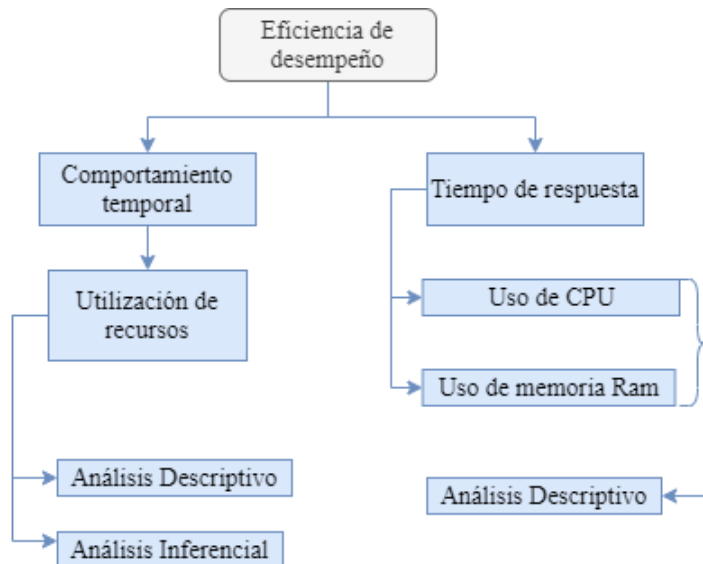 Eficiencia de
desempeño
Comportamiento
temporal
Tiempo de respuesta
Utilización de
recursos
Uso de CPU
Uso de memoria Ram
Análisis Descriptivo
Análisis Descriptivo
Análisis Inferencial